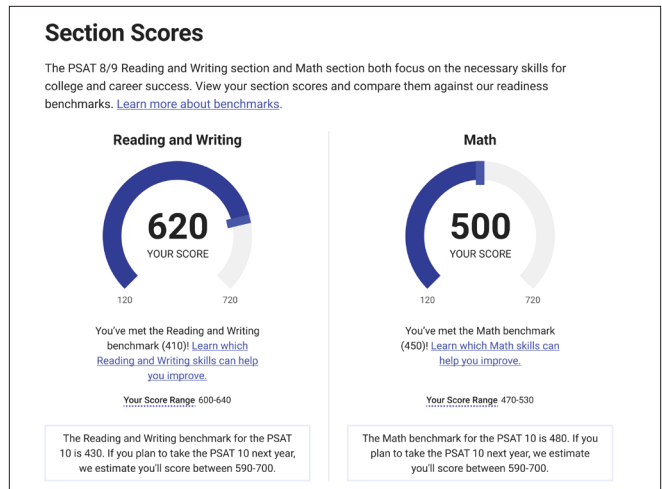 Section Scores
The PSAT 8/9 Reading and Writing section and Math section both focus on the necessary skills for
college and career success. View your section scores and compare them against our readiness
benchmarks. Learn more about benchmarks.
Reading and Writing
620
YOUR SCORE
120
720
You've met the Reading and Writing
benchmark (410)! Learn which
Reading and Writing skills can help
you improve.
Your Score Range 600-640
The Reading and Writing benchmark for the PSAT
10 is 430. If you plan to take the PSAT 10 next year,
we estimate you'll score between 590-700.
Math
500
YOUR SCORE
120
720
You've met the Math benchmark
(450)! Learn which Math skills can
help you improve.
Your Score Range 470-530
The Math benchmark for the PSAT 10 is 480. If you
plan to take the PSAT 10 next year, we estimate
you'll score between 590-700.